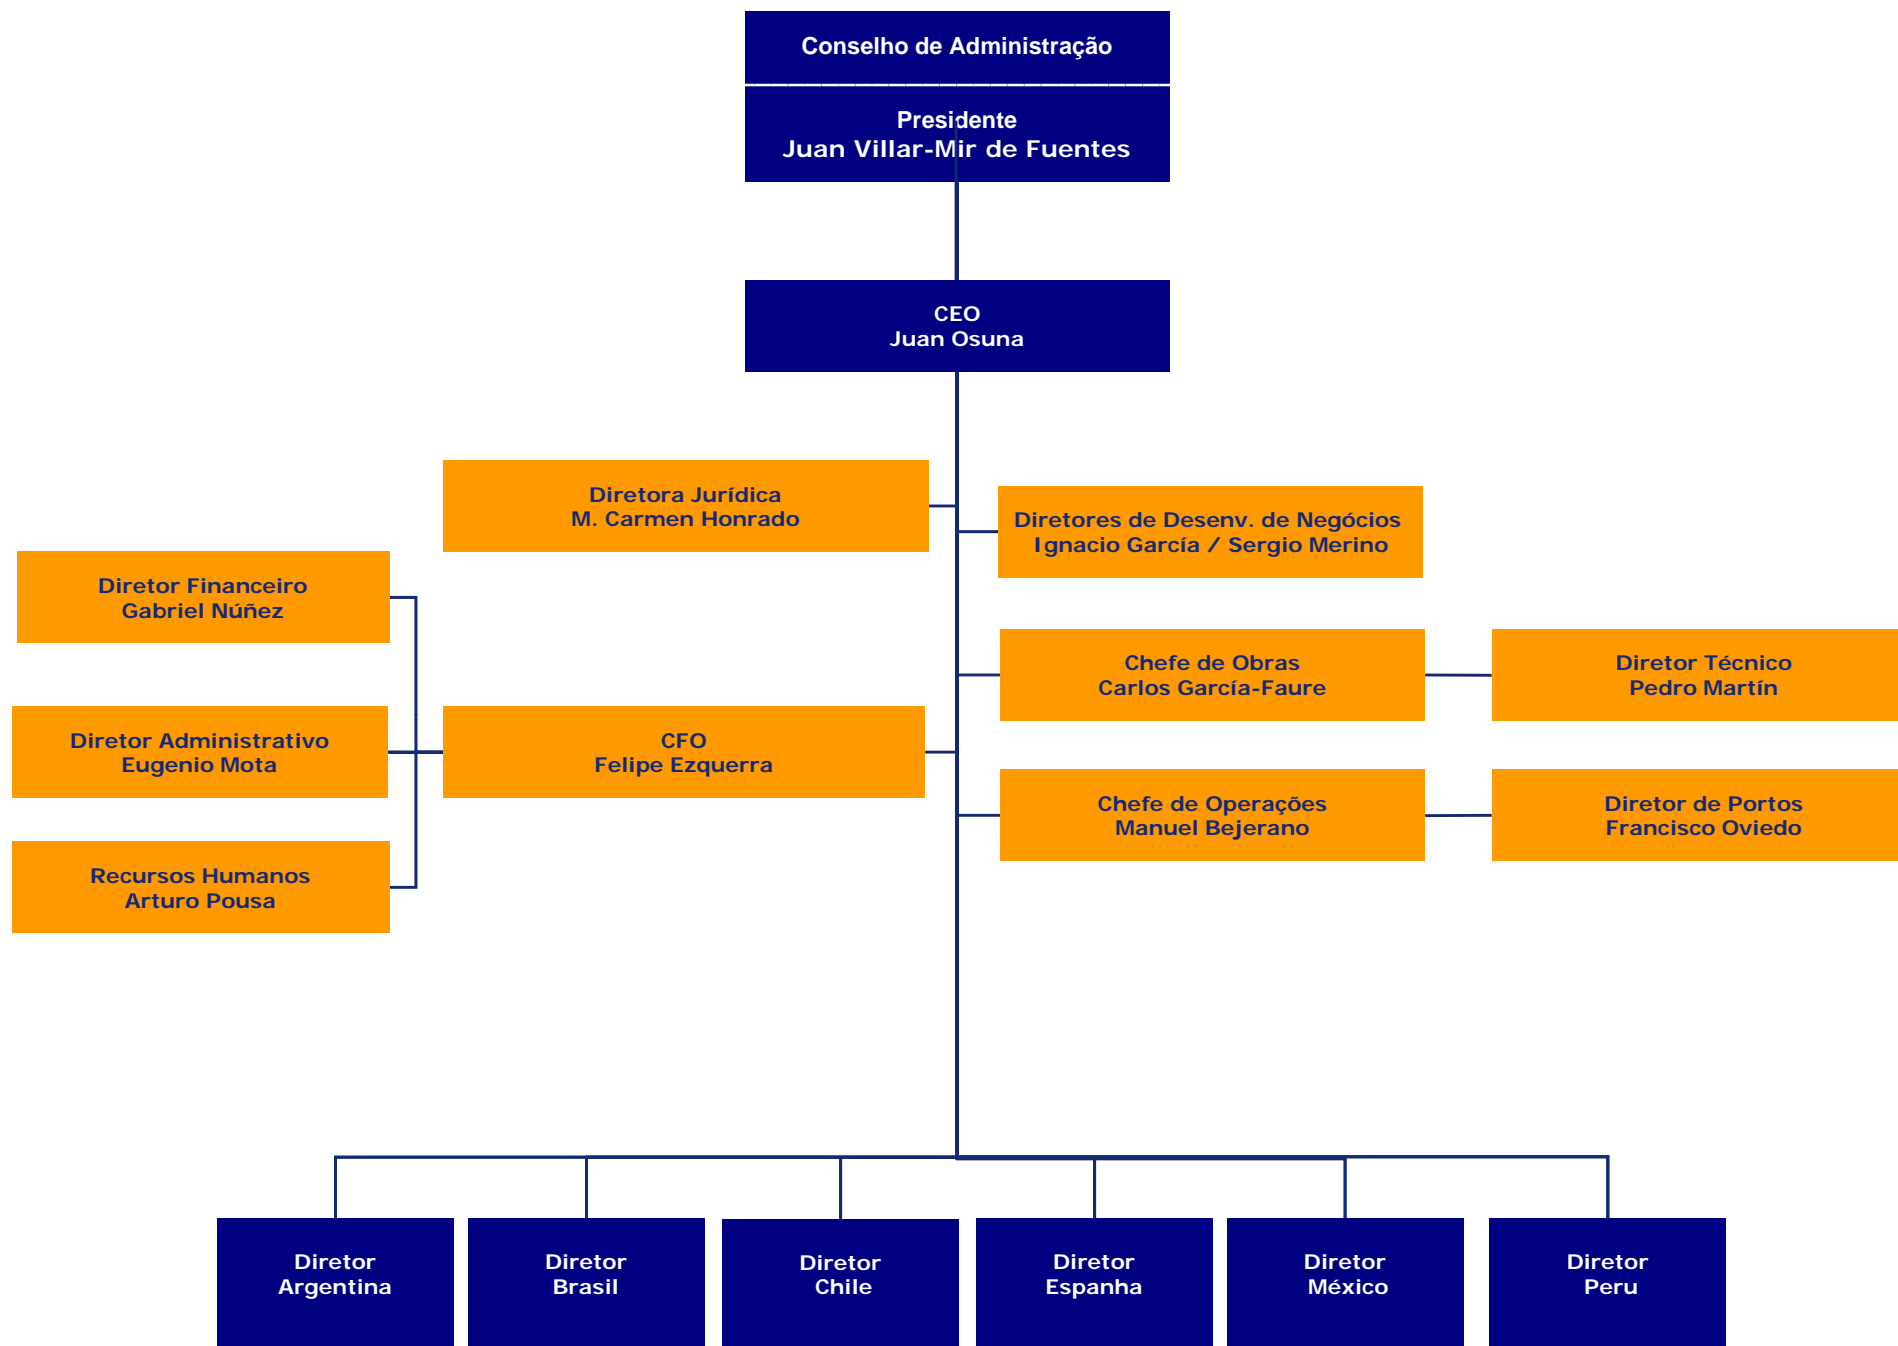 Conselho de Administração
Presidente
Juan Villar-Mir de Fuentes
CEO
Juan Osuna
Diretora Jurídica
M. Carmen Honrado
Diretores de Desenv. de Negócios
Ignacio García / Sergio Merino
Diretor Financeiro
Gabriel Núñez
Chefe de Obras
Carlos García-Faure
Diretor Técnico
Pedro Martín
Diretor Administrativo
Eugenio Mota
CFO
Felipe Ezquerra
Chefe de Operações
Manuel Bejerano
Diretor de Portos
Francisco Oviedo
Recursos Humanos
Arturo Pousa
Diretor
Argentina
Diretor
Brasil
Diretor
Chile
Diretor
Espanha
Diretor
México
Diretor
Peru